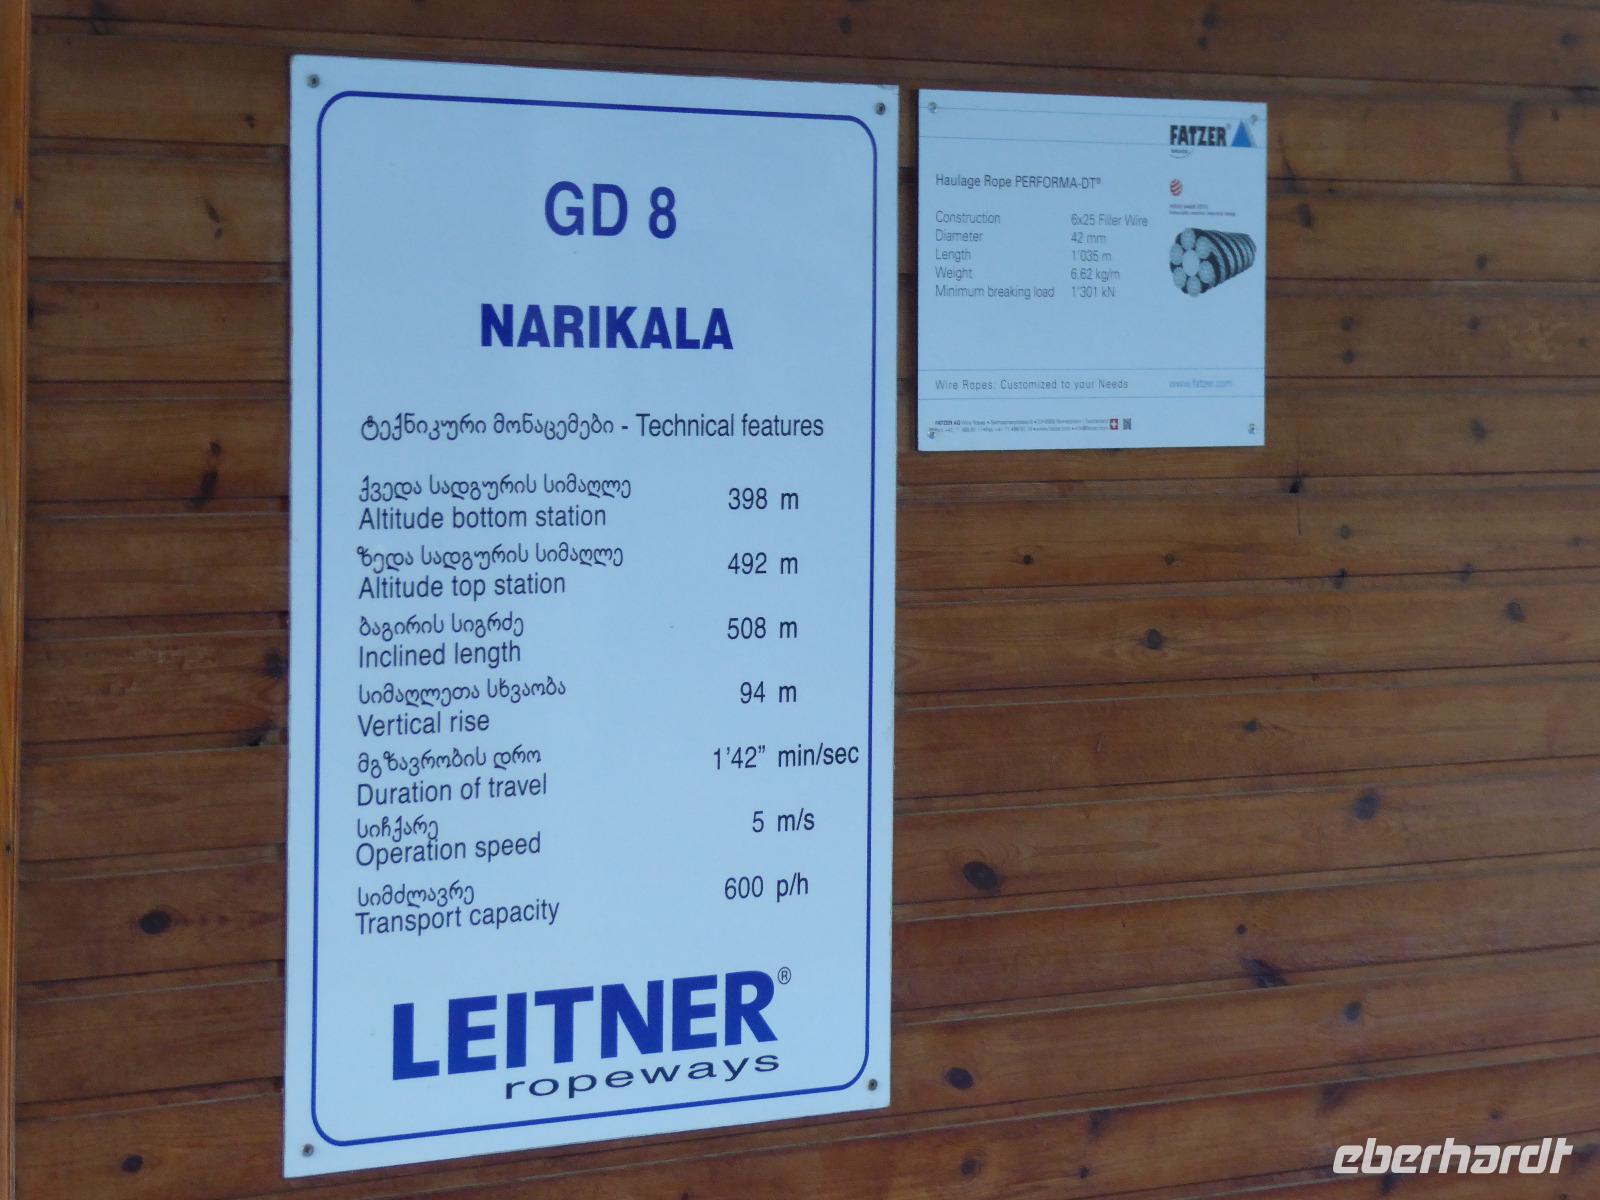 GD 8
NARIKALA
ტექნიკური მონაცემები - Technical features
ქვედა სადგურის სიმაღლე
Altitude bottom station 398 m
ზედა სადგურის სიმაღლე
Altitude top station 492 m
ბაგირის სიგრძე
Inclined length 508 m
სიმაღლეთა სხვაობა
Vertical rise 94 m
მგზავრობის დრო
Duration of travel 1'42" min/sec
სიჩქარე
Operation speed 5 m/s
სიმძლავრე
Transport capacity 600 p/h
LEITNER®
ropeways
FATZER
Haulage Rope PERFORMA-DT®
Construction 6x25 Filler Wire
Diameter 42 mm
Length 1'035 m
Weight 6.62 kg/m
Minimum breaking load 1'301 kN
Wire Ropes: Customized to your Needs www.fatzer.com
FATZER AG Wire Ropes
eberhardt